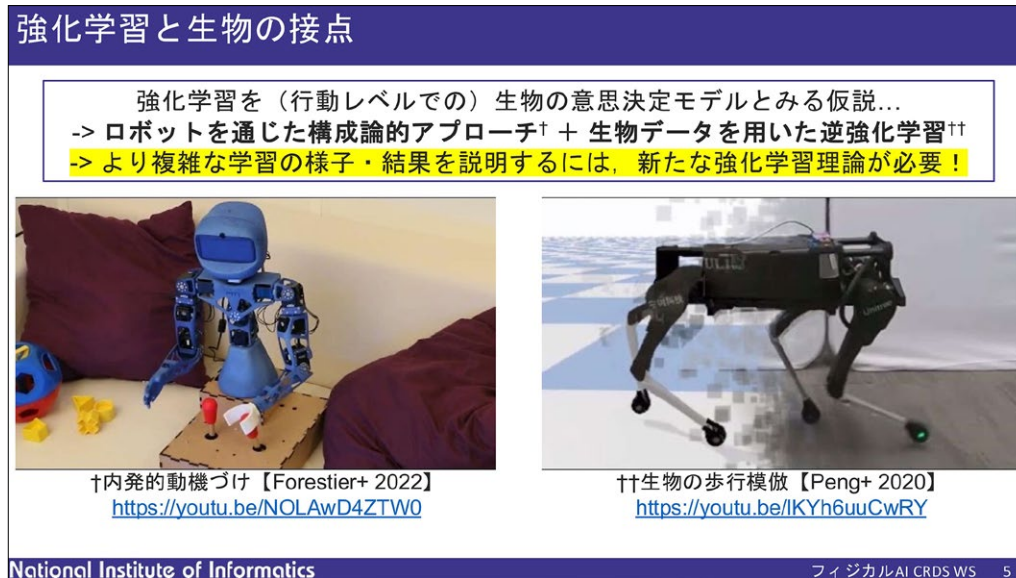 強化学習と生物の接点
強化学習を（行動レベルでの）生物の意思決定モデルとみる仮説...
-> ロボットを通じた構成論的アプローチ† ＋ 生物データを用いた逆強化学習††
-> より複雑な学習の様子・結果を説明するには，新たな強化学習理論が必要！
†内発的動機づけ【Forestier+ 2022】
https://youtu.be/NOLAwD4ZTW0
††生物の歩行模倣【Peng+ 2020】
https://youtu.be/lKYh6uuCwRY
National Institute of Informatics
フィジカルAI CRDS WS 5